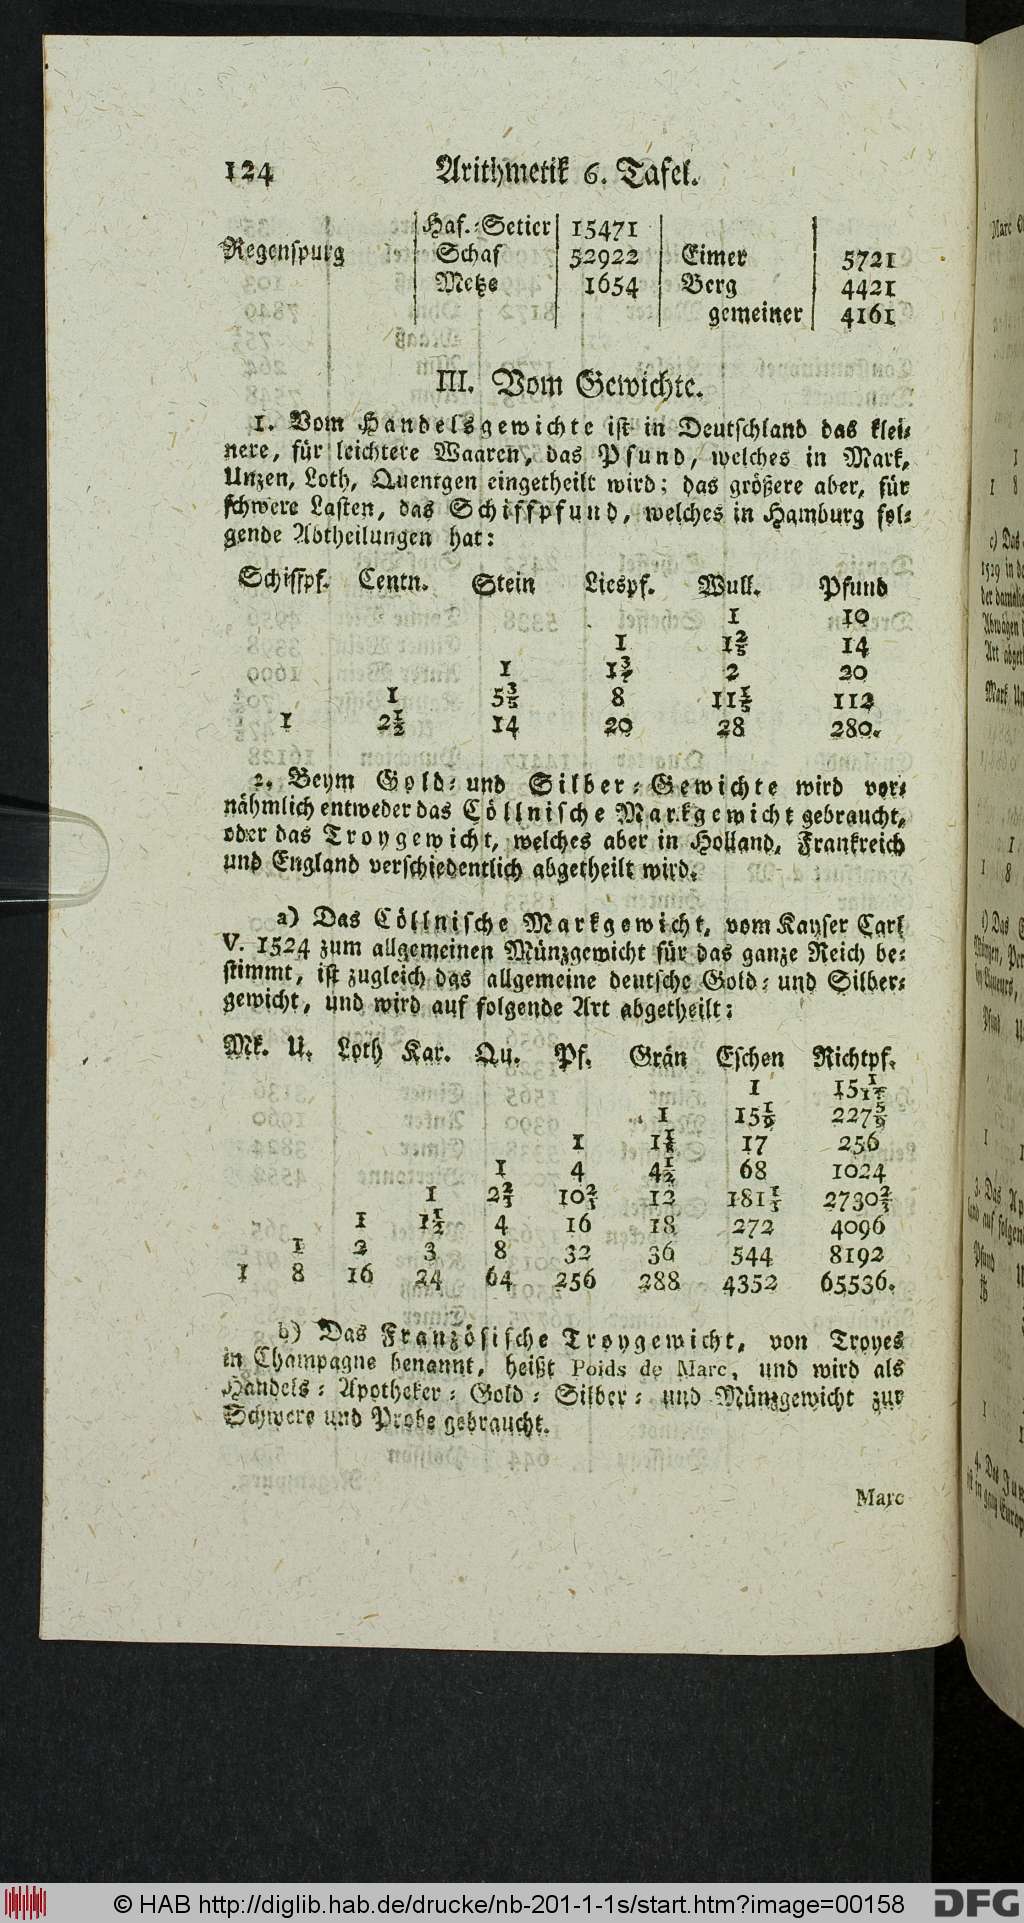 124 Arithmetik 6. Tafel.
Haf.-Setier 15471
Regenspurg Schaf 52922 Eimer 5721
Metze 1654 Berg 4421
gemeiner 4161
III. Vom Gewichte.
1. Vom Handelsgewichte ist in Deutschland das klei-
nere, für leichtere Waaren, das Pfund, welches in Mark,
Unzen, Loth, Quentgen eingetheilt wird; das größere aber, für
schwere Lasten, das Schiffpfund, welches in Hamburg fol-
gende Abtheilungen hat:
Schiffpf. Centn. Stein Liespf. Wull. Pfund
1 10
1 1⅖ 14
1 1 3/7 2 20
1 5⅗ 8 11⅕ 112
1 2½ 14 20 28 280.
2. Beym Gold- und Silber-Gewichte wird vor-
nähmlich entweder das Cöllnische Markgewicht gebraucht,
oder das Troygewicht, welches aber in Holland, Frankreich
und England verschiedentlich abgetheilt wird.
a) Das Cöllnische Markgewicht, vom Kayser Carl
V. 1524 zum allgemeinen Münzgewicht für das ganze Reich be-
stimmt, ist zugleich das allgemeine deutsche Gold- und Silber-
gewicht, und wird auf folgende Art abgetheilt:
Mk. U. Loth Kar. Qu. Pf. Grän Eschen Richtpf.
1 15 1/17
1 15 1/9 227 5/9
1 1⅛ 17 256
1 4 4½ 68 1024
1 2⅔ 10⅔ 12 181⅓ 2730⅔
1 1½ 4 16 18 272 4096
1 2 3 8 32 36 544 8192
1 8 16 24 64 256 288 4352 65536.
b) Das Französische Troygewicht, von Troyes
in Champagne benannt, heißt Poids de Marc, und wird als
Handels- Apotheker- Gold- Silber- und Münzgewicht zur
Schwere und Probe gebraucht.
Marc
© HAB http://diglib.hab.de/drucke/nb-201-1-1s/start.htm?image=00158
DFG